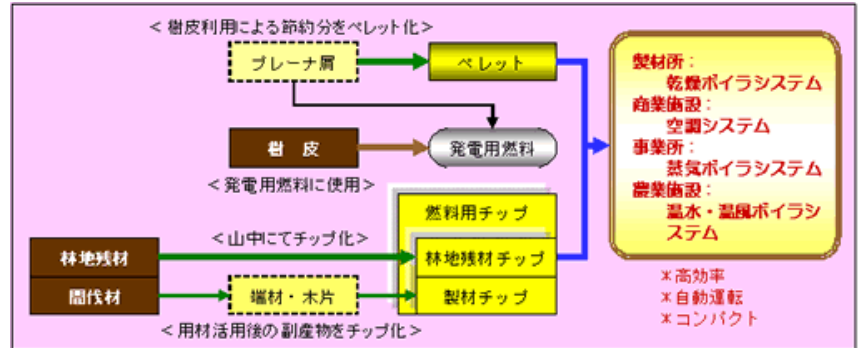 ＜樹皮利用による節約分をペレット化＞
プレーナ屑
ペレット
樹 皮
発電用燃料
＜発電用燃料に使用＞
燃料用チップ
＜山中にてチップ化＞
林地残材
林地残材チップ
間伐材
端材・木片
製材チップ
＜用材活用後の副産物をチップ化＞
製材所：
乾燥ボイラシステム
商業施設：
空調システム
事業所：
蒸気ボイラシステム
農業施設：
温水・温風ボイラシ
ステム
＊高効率
＊自動運転
＊コンパクト